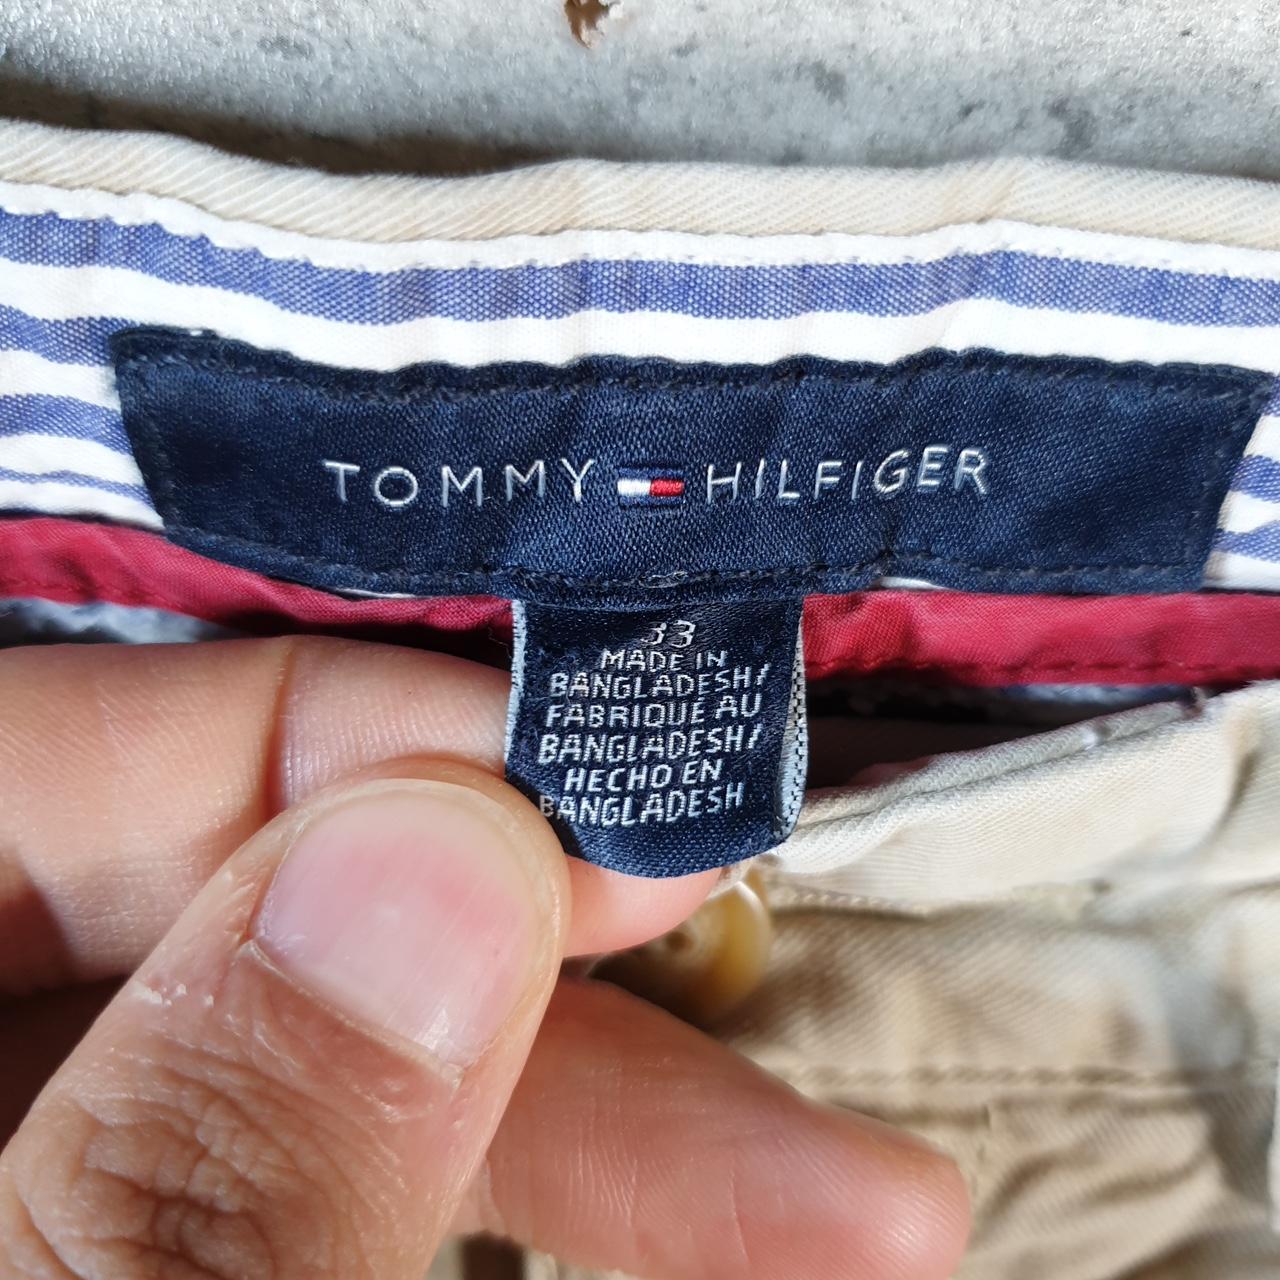 TOMMY HILFIGER
33
MADE IN
BANGLADESH/
FABRIQUE AU
BANGLADESH/
HECHO EN
BANGLADESH